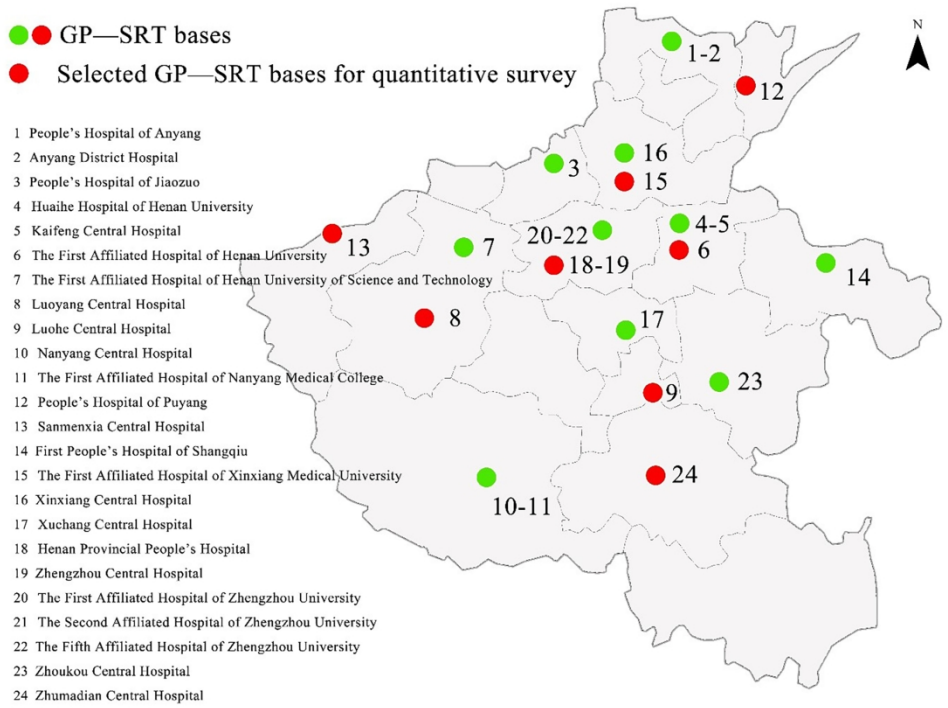 GP—SRT bases
Selected GP—SRT bases for quantitative survey
N
1 People's Hospital of Anyang
2 Anyang District Hospital
3 People's Hospital of Jiaozuo
4 Huaihe Hospital of Henan University
5 Kaifeng Central Hospital
6 The First Affiliated Hospital of Henan University
7 The First Affiliated Hospital of Henan University of Science and Technology
8 Luoyang Central Hospital
9 Luohe Central Hospital
10 Nanyang Central Hospital
11 The First Affiliated Hospital of Nanyang Medical College
12 People's Hospital of Puyang
13 Sanmenxia Central Hospital
14 First People's Hospital of Shangqiu
15 The First Affiliated Hospital of Xinxiang Medical University
16 Xinxiang Central Hospital
17 Xuchang Central Hospital
18 Henan Provincial People's Hospital
19 Zhengzhou Central Hospital
20 The First Affiliated Hospital of Zhengzhou University
21 The Second Affiliated Hospital of Zhengzhou University
22 The Fifth Affiliated Hospital of Zhengzhou University
23 Zhoukou Central Hospital
24 Zhumadian Central Hospital
1-2
12
16
3
15
4-5
20-22
13
7
6
18-19
14
8
17
23
9
24
10-11